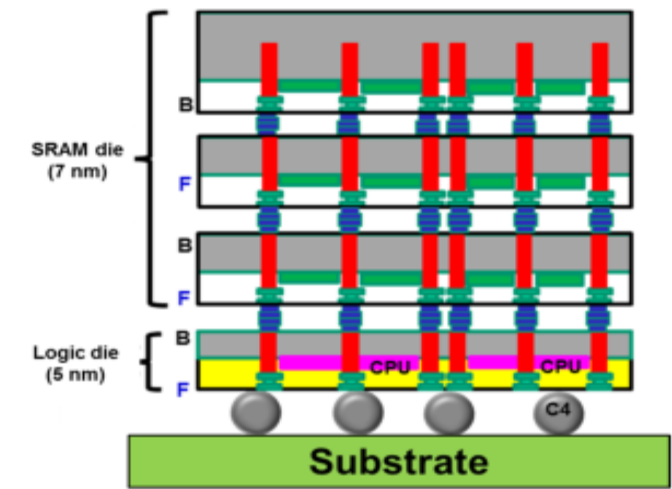 B
SRAM die
(7 nm)
F
B
F
B
Logic die
(5 nm)
CPU
CPU
F
C4
Substrate